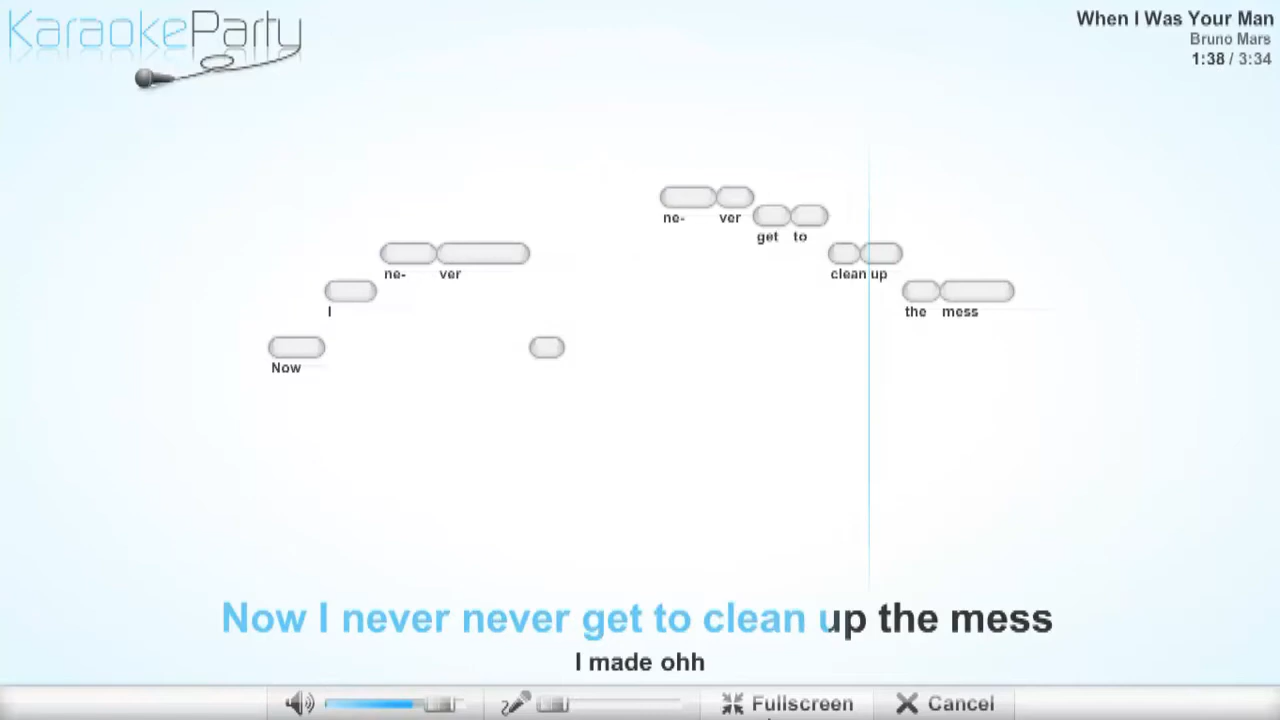 KaraokeParty
When I Was Your Man
Bruno Mars
1:38 / 3:34
ne- ver
get to
ne- ver
clean up
I
the mess
Now
Now I never never get to clean up the mess
I made ohh
Fullscreen
Cancel